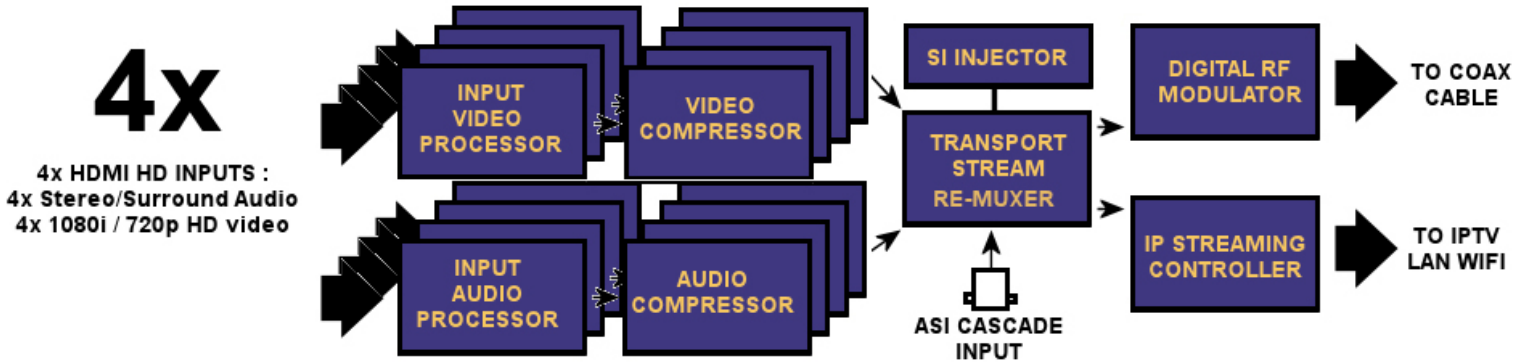 4x
4x HDMI HD INPUTS :
4x Stereo/Surround Audio
4x 1080i / 720p HD video
INPUT
VIDEO
PROCESSOR
VIDEO
COMPRESSOR
INPUT
AUDIO
PROCESSOR
AUDIO
COMPRESSOR
SI INJECTOR
TRANSPORT
STREAM
RE-MUXER
ASI CASCADE
INPUT
DIGITAL RF
MODULATOR
TO COAX
CABLE
IP STREAMING
CONTROLLER
TO IPTV
LAN WIFI